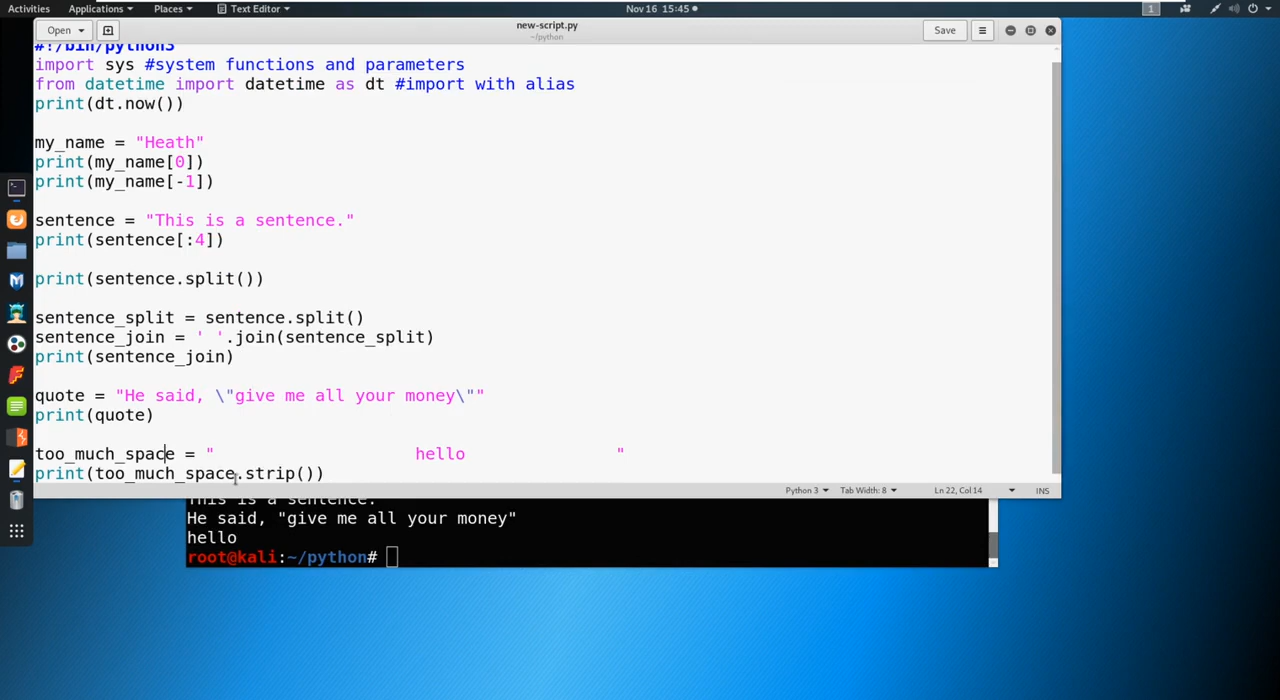 Activities Applications Places Text Editor Nov 16 15:45 1
Open new-script.py Save
~/python
#!/bin/python3
import sys #system functions and parameters
from datetime import datetime as dt #import with alias
print(dt.now())
my_name = "Heath"
print(my_name[0])
print(my_name[-1])
sentence = "This is a sentence."
print(sentence[:4])
print(sentence.split())
sentence_split = sentence.split()
sentence_join = ' '.join(sentence_split)
print(sentence_join)
quote = "He said, \"give me all your money\""
print(quote)
too_much_space = "                    hello               "
print(too_much_space.strip())
Python 3 Tab Width: 8 Ln 22, Col 14 INS
This is a sentence.
He said, "give me all your money"
hello
root@kali:~/python#